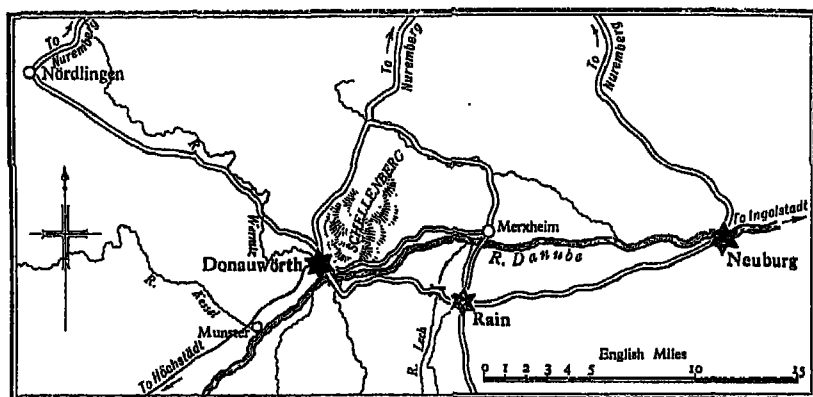 To Nuremberg
To Nuremberg
To Nuremberg
Nördlingen
R. Wörnitz
SCHELLENBERG
Merxheim
To Ingolstadt
R. Danube
Donauwörth
Neuburg
R. Kessel
Munster
Rain
R. Lech
To Höchstädt
English Miles
0 1 2 3 4 5 10 15